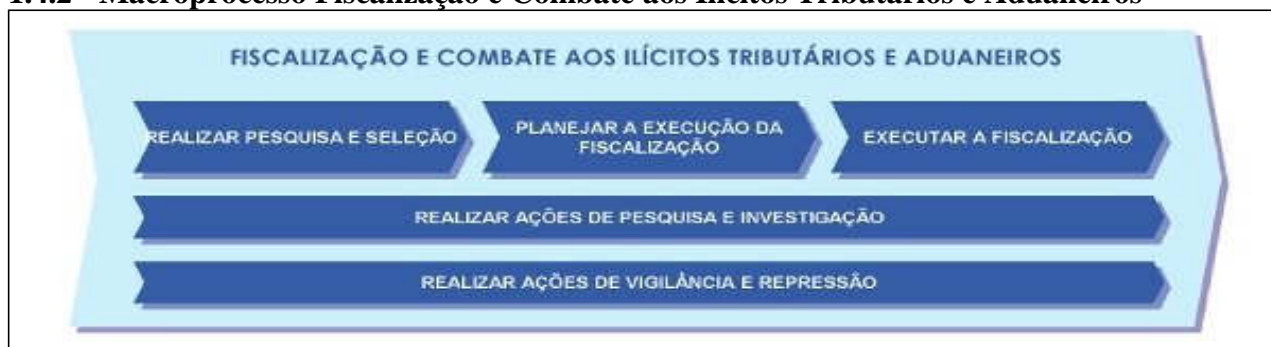 1.4.2 - Macroprocesso Fiscalização e Combate aos Ilícitos Tributários e Aduaneiros
FISCALIZAÇÃO E COMBATE AOS ILÍCITOS TRIBUTÁRIOS E ADUANEIROS
REALIZAR PESQUISA E SELEÇÃO
PLANEJAR A EXECUÇÃO DA
FISCALIZAÇÃO
EXECUTAR A FISCALIZAÇÃO
REALIZAR AÇÕES DE PESQUISA E INVESTIGAÇÃO
REALIZAR AÇÕES DE VIGILÂNCIA E REPRESSÃO